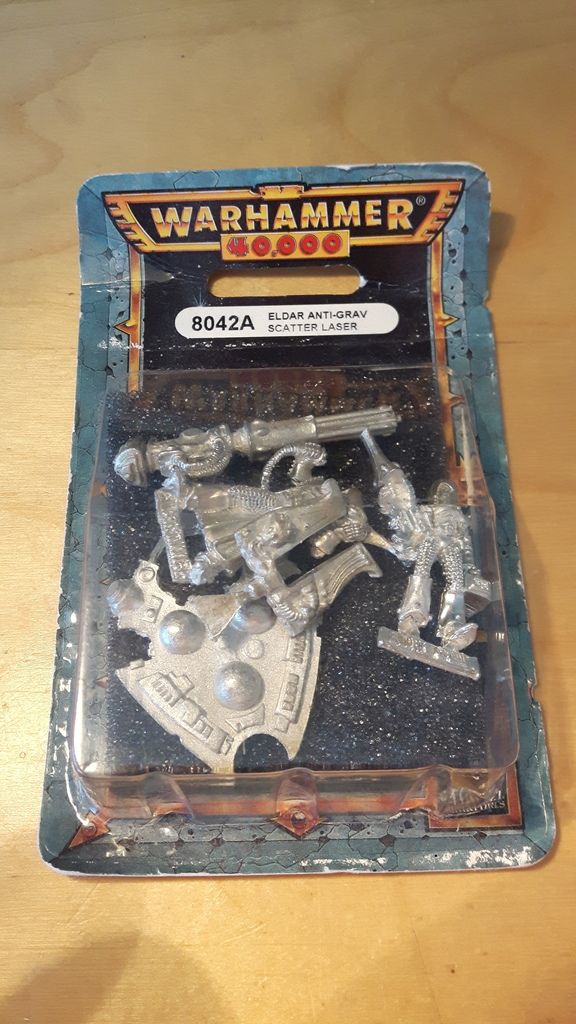 WARHAMMER®
40,000
8042A
ELDAR ANTI-GRAV
SCATTER LASER